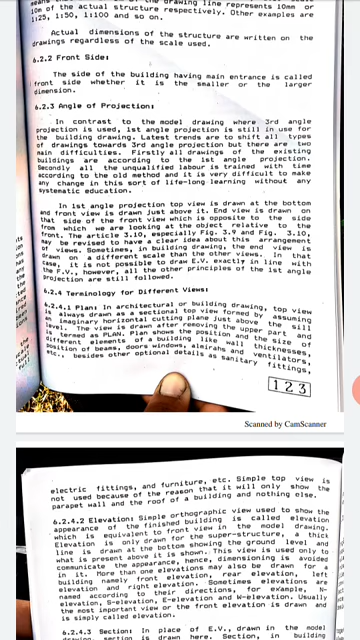 of the drawing line represents 10mm or
10m of the actual structure respectively. Other examples are
1:25, 1:50, 1:100 and so on.
Actual dimensions of the structure are written on the
drawings regardless of the scale used.
6.2.2 Front Side:
The side of the building having main entrance is called
front side whether it is the smaller or the larger
dimension.
6.2.3 Angle of Projection:
In contrast to the model drawing where 3rd angle
projection is used, 1st angle projection is still in use for
the building drawing. Latest trends are to shift all types
of drawings towards 3rd angle projection but there are two
main difficulties. Firstly all drawings of the existing
buildings are according to the 1st angle projection.
Secondly all the unqualified labour is trained with time
according to the old method and it is very difficult to make
any change in this sort of life-long learning without any
systematic education.
In 1st angle projection top view is drawn at the bottom
and front view is drawn just above it. End view is drawn on
that side of the front view which is opposite to the side
from which we are looking at the object relative to the
front. The article 3.10, especially Fig. 3.9 and Fig. 3.10
may be revised to have a clear idea about this arrangement
of views. Sometimes, in building drawing, the end view is
drawn on a different scale than the other views. In that
case, it is not possible to draw E.V. exactly in line with
the F.V., however, all the other principles of the 1st angle
projection are still followed.
6.2.4 Terminology for Different Views:
6.2.4.1 Plan: In architectural or building drawing, top view
is always drawn as a sectional top view formed by assuming
an imaginary horizontal cutting plane just above the sill
level. The view is drawn after removing the upper part and
is termed as PLAN. Plan shows the position and the size of
different elements of a building like wall thicknesses,
position of beams, doors windows, almirahs and ventilators,
etc., besides other optional details as sanitary fittings,
123
Scanned by CamScanner
electric fittings, and furniture, etc. Simple top view is
not used because of the reason that it will only show the
parapet wall and the roof of a building and nothing else.
6.2.4.2 Elevation: Simple orthographic view used to show the
appearance of the finished building is called elevation
which is equivalent to front view in the model drawing.
Elevation is only drawn for the super-structure, a thick
line is drawn at the bottom showing the ground level and
what is present above it is shown. This view is used only to
communicate the appearance, hence, dimensioning is avoided
in it. More than one elevations may also be drawn for a
building namely front elevation, rear elevation, left
elevation and right elevation. Sometimes elevations are
named according to their directions, for example, N-
elevation, S-elevation, E-elevation and W-elevation. Usually
the most important view or the front elevation is drawn and
is simply called elevation.
6.2.4.3 Section: In place of E.V., drawn in the model
drawing, section is drawn here. Section, in building